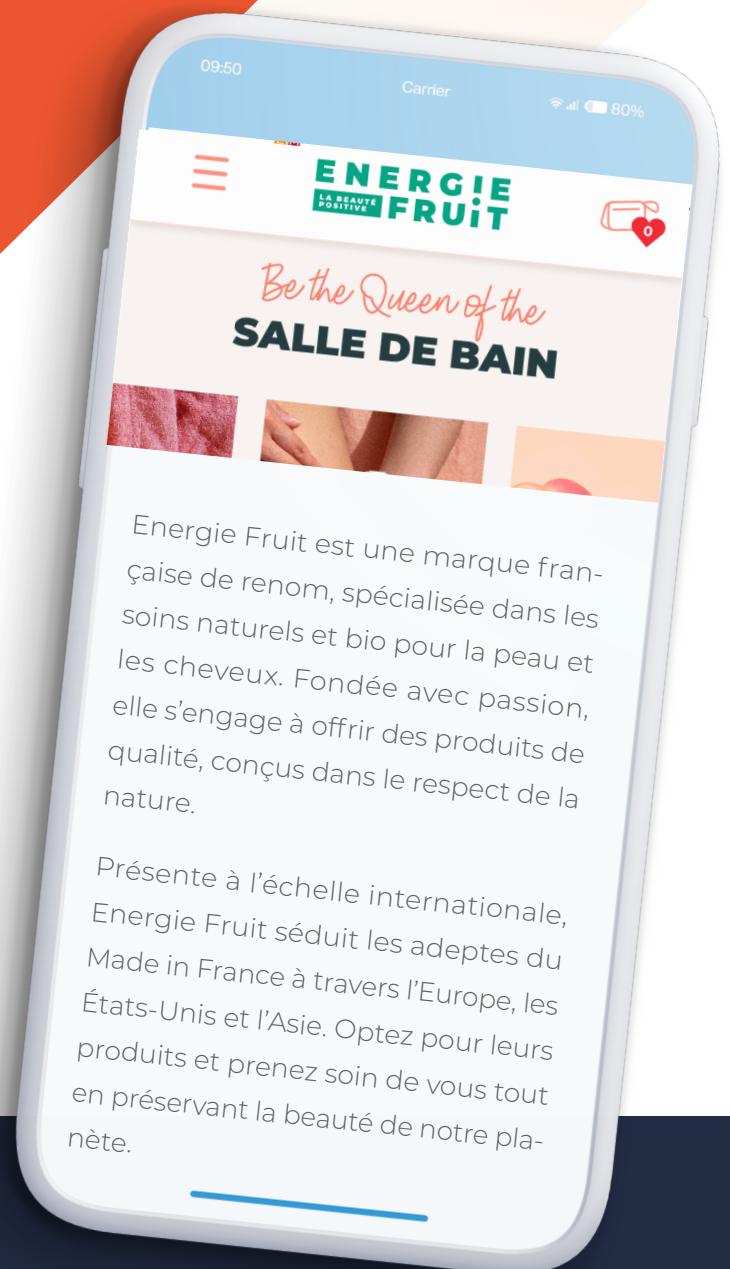 09:50
Carrier
80%
ENERGIE
LA BEAUTÉ
POSITIVE
FRUiT
0
Be the Queen of the
SALLE DE BAIN
Energie Fruit est une marque fran-
çaise de renom, spécialisée dans les
soins naturels et bio pour la peau et
les cheveux. Fondée avec passion,
elle s’engage à offrir des produits de
qualité, conçus dans le respect de la
nature.
Présente à l’échelle internationale,
Energie Fruit séduit les adeptes du
Made in France à travers l’Europe, les
États-Unis et l’Asie. Optez pour leurs
produits et prenez soin de vous tout
en préservant la beauté de notre pla-
nète.